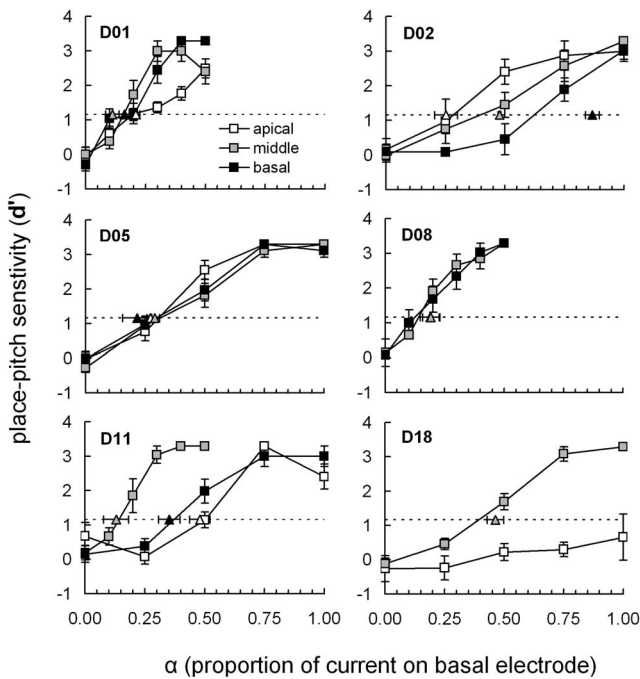 place-pitch senstivity (d')
D01
4
3
2
1
0
-1
apical
middle
basal
D02
4
3
2
1
0
-1
D05
4
3
2
1
0
-1
D08
4
3
2
1
0
-1
D11
4
3
2
1
0
-1
0.00 0.25 0.50 0.75 1.00
D18
4
3
2
1
0
-1
0.00 0.25 0.50 0.75 1.00
α (proportion of current on basal electrode)